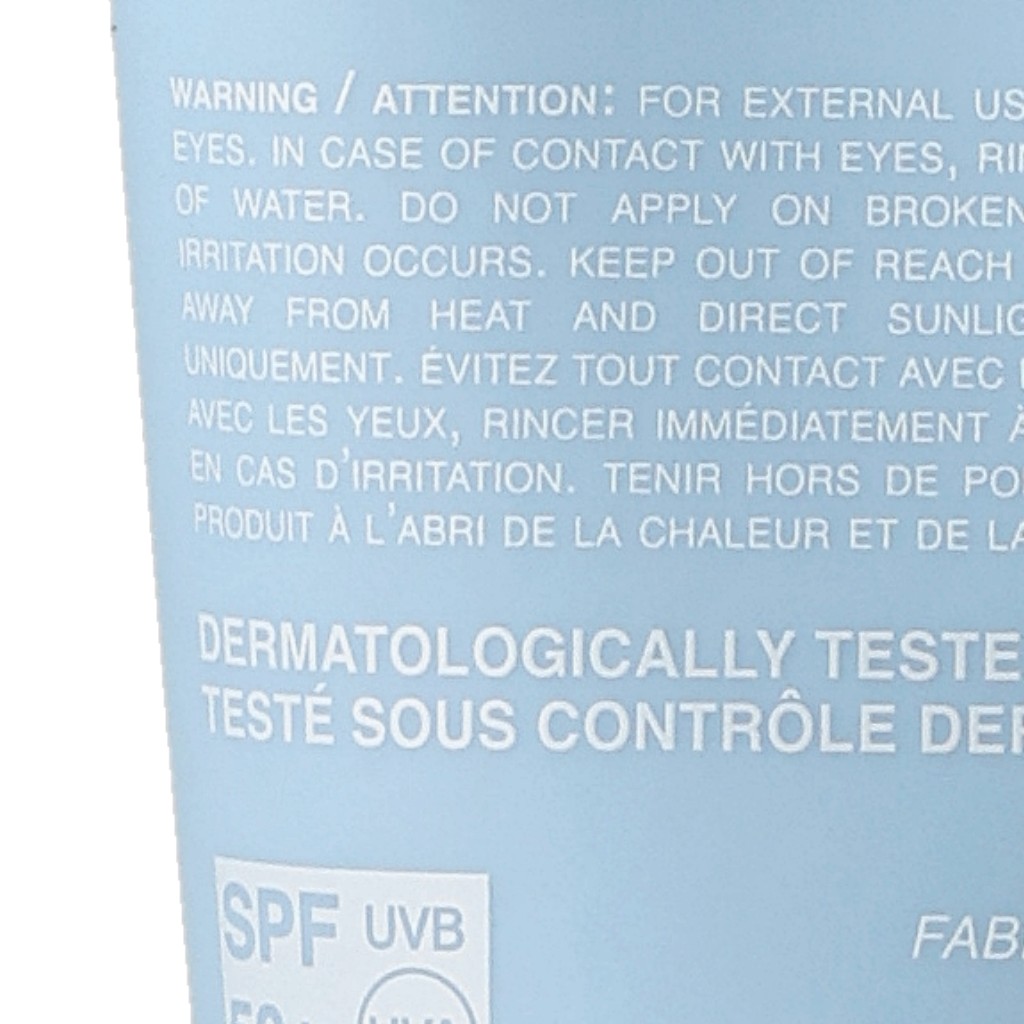 WARNING / ATTENTION: FOR EXTERNAL US
EYES. IN CASE OF CONTACT WITH EYES, RIN
OF WATER. DO NOT APPLY ON BROKEN
IRRITATION OCCURS. KEEP OUT OF REACH
AWAY FROM HEAT AND DIRECT SUNLIG
UNIQUEMENT. ÉVITEZ TOUT CONTACT AVEC
AVEC LES YEUX, RINCER IMMÉDIATEMENT À
EN CAS D'IRRITATION. TENIR HORS DE PO
PRODUIT À L'ABRI DE LA CHALEUR ET DE LA
DERMATOLOGICALLY TESTE
TESTÉ SOUS CONTRÔLE DER
SPF UVB
FAB